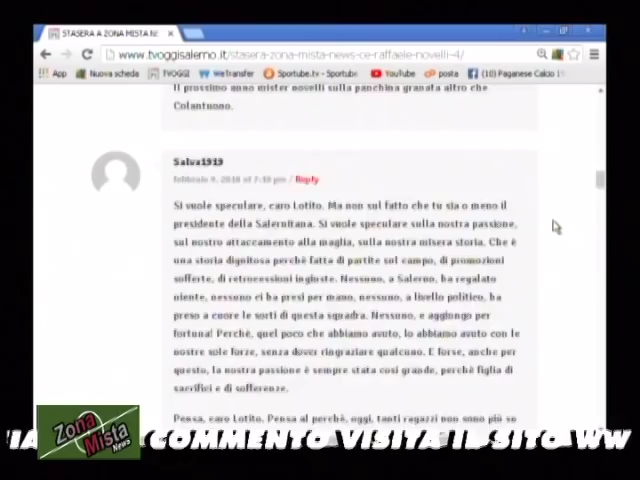 STASERA A ZONA MISTA NE
www.tvoggisalerno.it/stasera-zona-mista-news-ce-raffaele-novelli-4/
App Nuova scheda TVOGGI WeTransfer Sportube.tv - Sportub: YouTube posta (10) Paganese Calcio 19
Il prossimo anno mister novelli sulla panchina granata altro che
Colantuono.
Salva1919
febbraio 9, 2016 at 7:10 pm / Reply
Si vuole speculare, caro Lotito. Ma non sul fatto che tu sia o meno il
presidente della Salernitana. Si vuole speculare sulla nostra passione,
sul nostro attaccamento alla maglia, sulla nostra misera storia. Che è
una storia dignitosa perchè fatta di partite sul campo, di promozioni
sofferte, di retrocessioni ingiuste. Nessuno, a Salerno, ha regalato
niente, nessuno ci ha presi per mano, nessuno, a livello politico, ha
preso a cuore le sorti di questa squadra. Nessuno, e aggiongo per
fortuna! Perchè, quel poco che abbiamo avuto, lo abbiamo avuto con le
nostre sole forze, senza dover ringraziare qualcuno. E forse, anche per
questo, la nostra passione è sempre stata così grande, perchè figlia di
sacrifici e di sofferenze.
Pensa, caro Lotito. Pensa al perchè, oggi, tanti ragazzi non sono più so
Zona
Mista
News
COMMENTO VISITA IL SITO WW